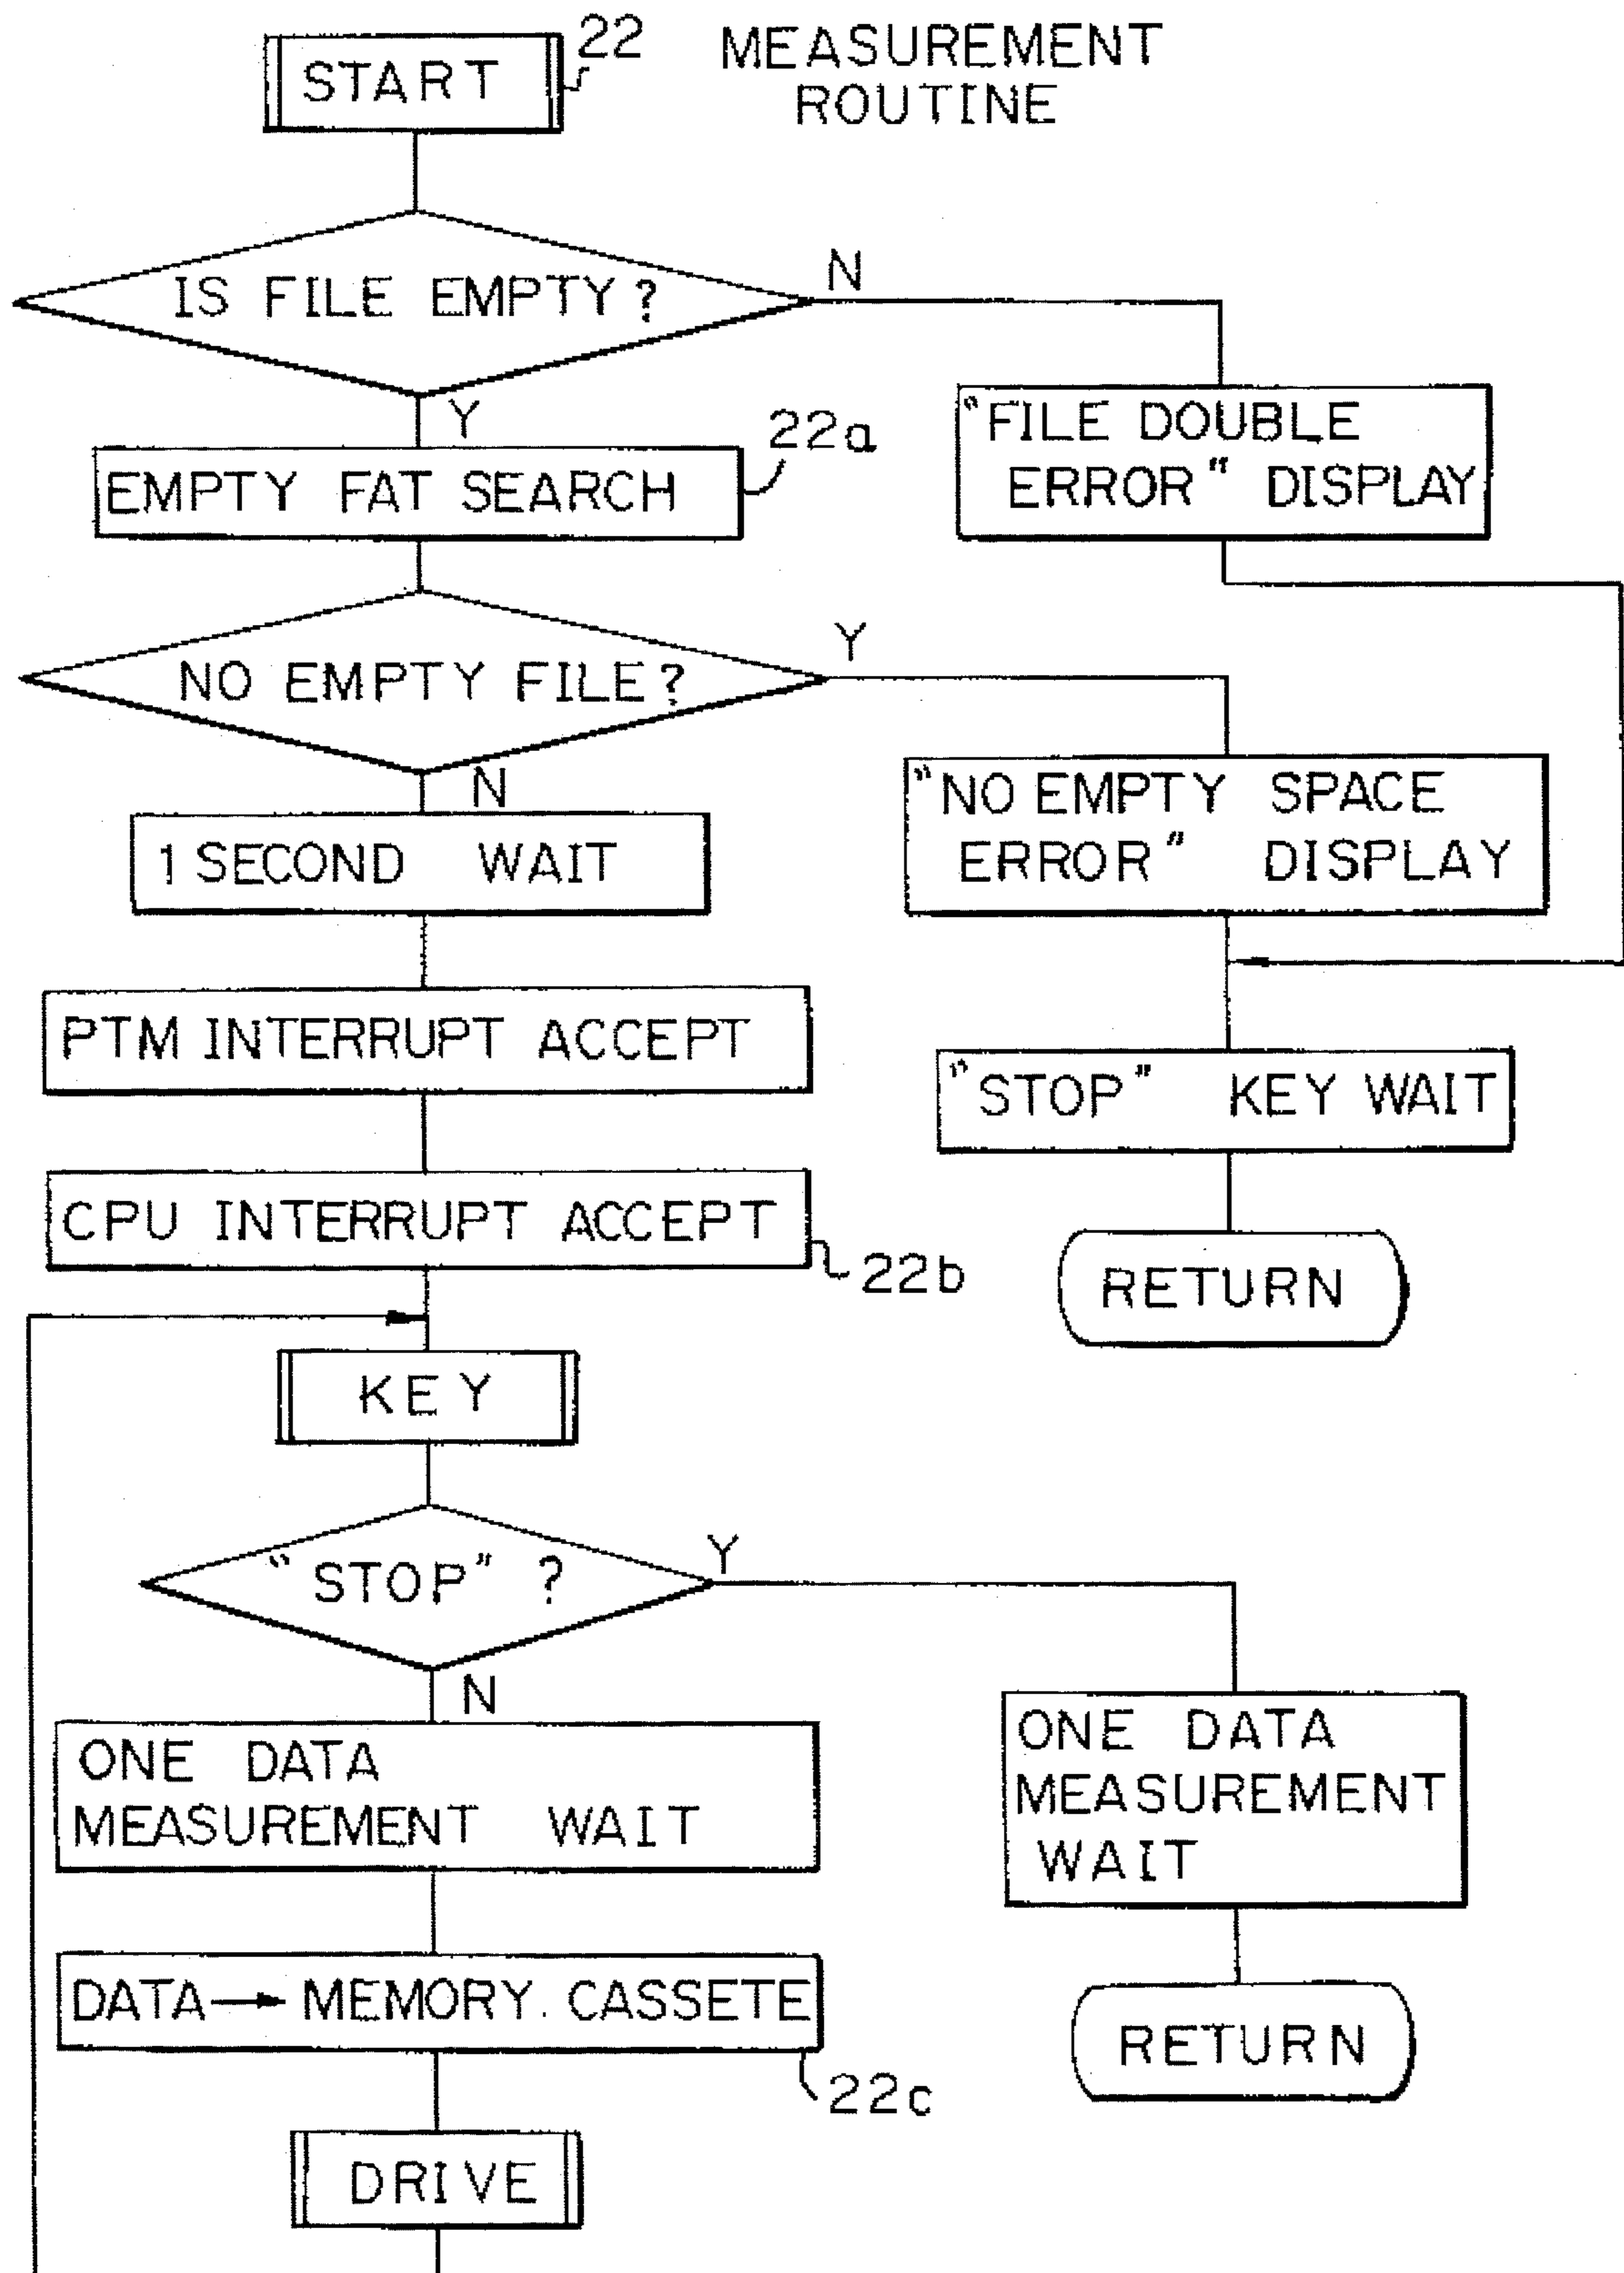 START
22
MEASUREMENT
ROUTINE
IS FILE EMPTY?
N
Y
"FILE DOUBLE
ERROR" DISPLAY
22a
EMPTY FAT SEARCH
NO EMPTY FILE?
Y
N
"NO EMPTY SPACE
ERROR" DISPLAY
1 SECOND WAIT
PTM INTERRUPT ACCEPT
"STOP" KEY WAIT
CPU INTERRUPT ACCEPT
22b
RETURN
KEY
"STOP" ?
Y
N
ONE DATA
MEASUREMENT WAIT
ONE DATA
MEASUREMENT
WAIT
DATA→MEMORY. CASSETE
22c
RETURN
DRIVE